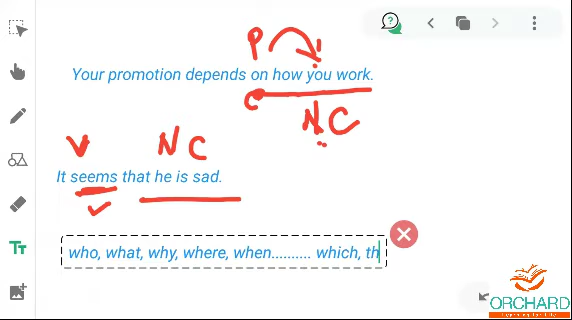 P
Your promotion depends on how you work.
C NC
V NC
It seems that he is sad.
who, what, why, where, when.......... which, th
Tт
ORCHARD